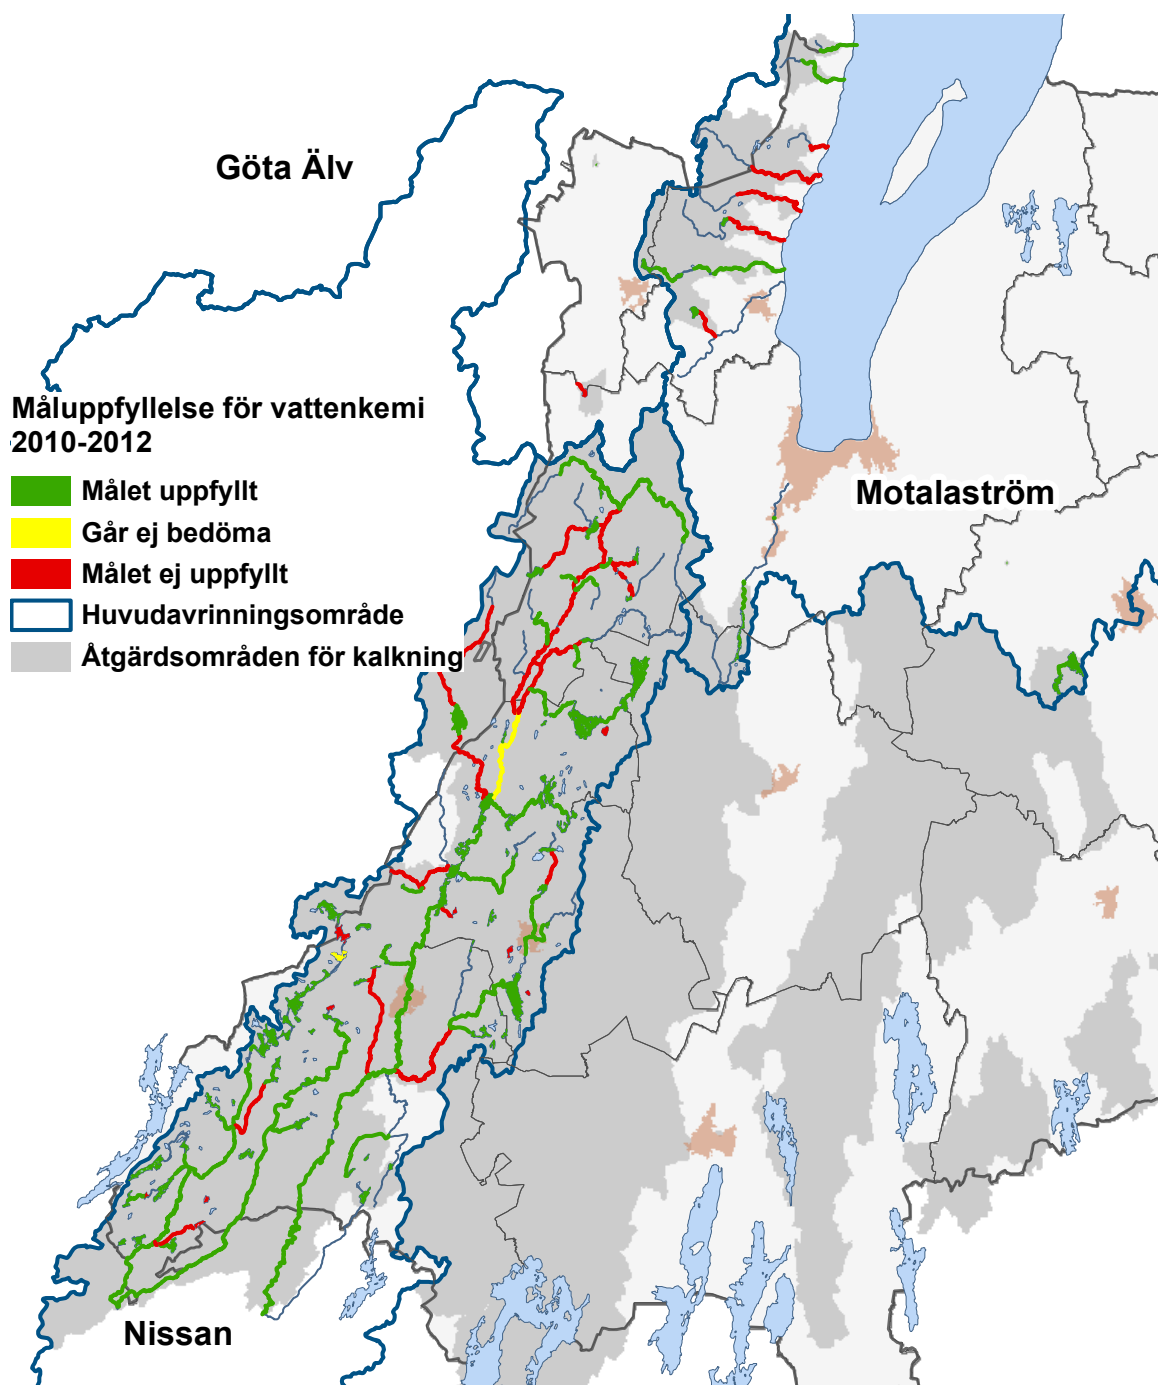 Göta Älv
Måluppfyllelse för vattenkemi
2010-2012
Målet uppfyllt
Går ej bedöma
Målet ej uppfyllt
Huvudavrinningsområde
Åtgärdsområden för kalkning
Motalaström
Nissan